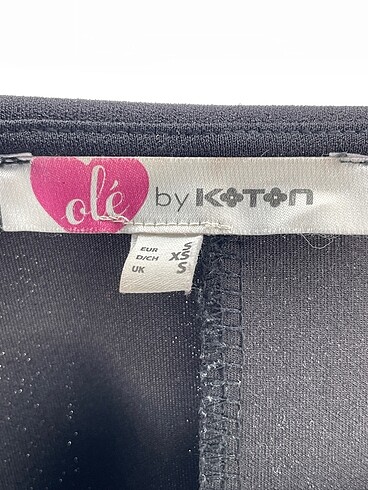 olé by KOTON
EUR S
D/CH XS
UK S